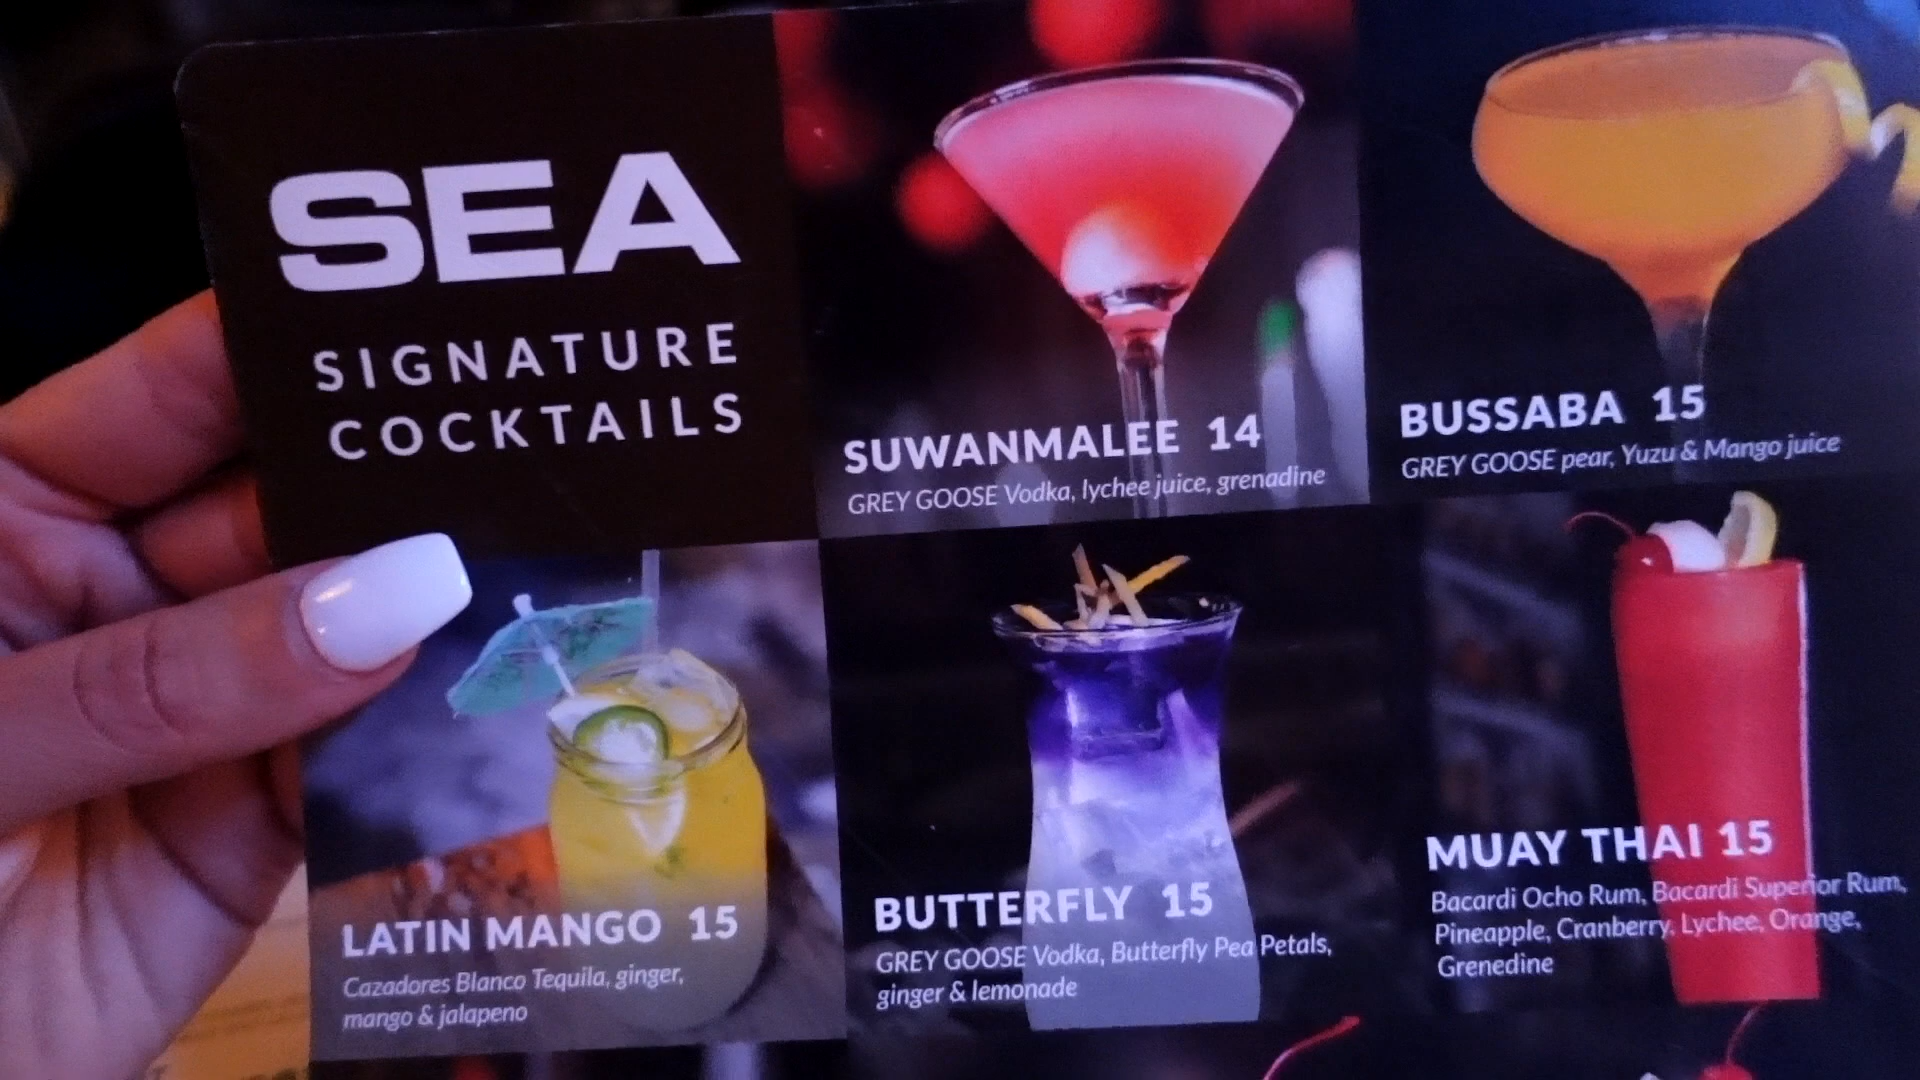 SEA
SIGNATURE
COCKTAILS
SUWANMALEE 14
GREY GOOSE Vodka, lychee juice, grenadine
BUSSABA 15
GREY GOOSE pear, Yuzu & Mango juice
LATIN MANGO 15
Cazadores Blanco Tequila, ginger,
mango & jalapeno
BUTTERFLY 15
GREY GOOSE Vodka, Butterfly Pea Petals,
ginger & lemonade
MUAY THAI 15
Bacardi Ocho Rum, Bacardi Superior Rum,
Pineapple, Cranberry, Lychee, Orange,
Grenedine